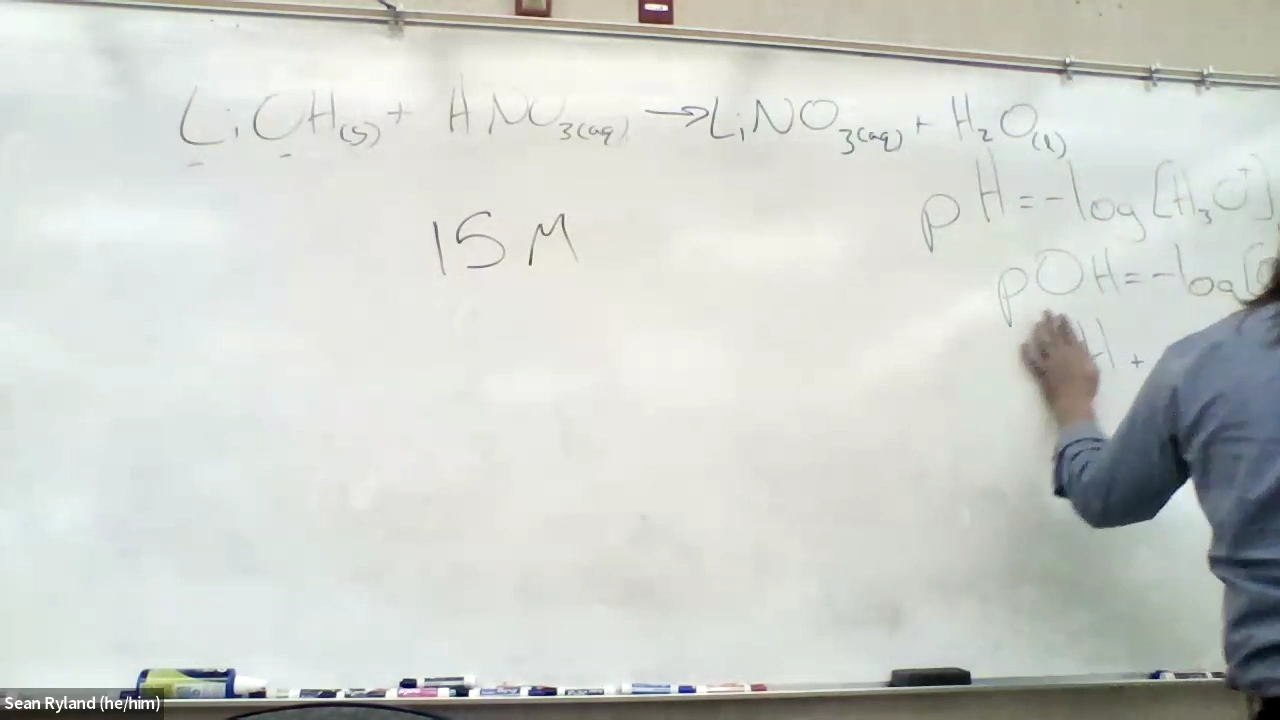 LiOH(s) + HNO3(aq) → LiNO3(aq) + H2O(l)
15 M
pH = -log[H3O+]
pOH = -log[
H +
Sean Ryland (he/him)